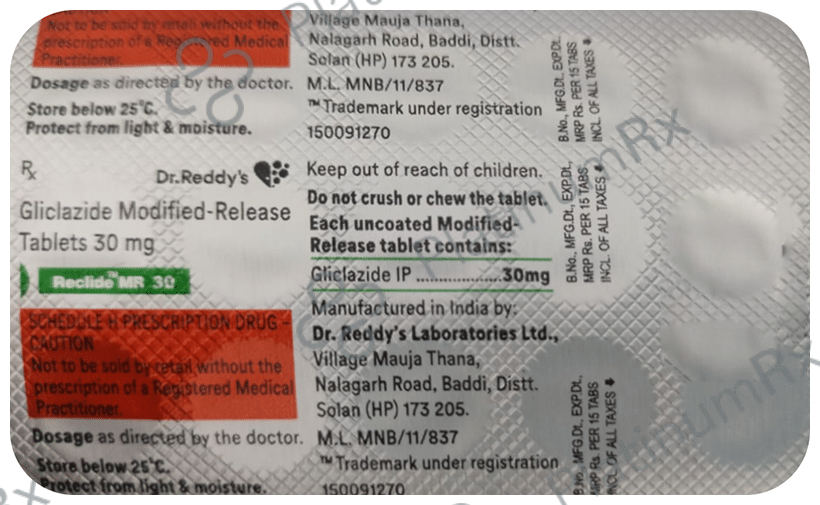 Not to be sold by retail without the
prescription of a Registered Medical
Practitioner.
Dosage as directed by the doctor.
Store below 25°C.
Protect from light & moisture.
Village Mauja Thana,
Nalagarh Road, Baddi, Distt.
Solan (HP) 173 205.
M.L. MNB/11/837
™Trademark under registration
150091270
B.No., MFG.Dt., EXP.Dt.
MRP Rs. PER 15 TABS
INCL. OF ALL TAXES
Rx
Dr.Reddy's
Gliclazide Modified-Release
Tablets 30 mg
Reclide™MR 30
SCHEDULE H PRESCRIPTION DRUG -
CAUTION
Not to be sold by retail without the
prescription of a Registered Medical
Practitioner.
Dosage as directed by the doctor.
Store below 25°C.
Protect from light & moisture.
Keep out of reach of children.
Do not crush or chew the tablet.
Each uncoated Modified-
Release tablet contains:
Gliclazide IP ..................30mg
Manufactured in India by:
Dr. Reddy's Laboratories Ltd.,
Village Mauja Thana,
Nalagarh Road, Baddi, Distt.
Solan (HP) 173 205.
M.L. MNB/11/837
™Trademark under registration
150091270
B.No., MFG.Dt., EXP.Dt.,
MRP Rs. PER 15 TABS
INCL. OF ALL TAXES
B.No., MFG.Dt., EXP.Dt.,
MRP Rs. PER 15 TABS
INCL. OF ALL TAXES
PlatinumRx
PlatinumRx